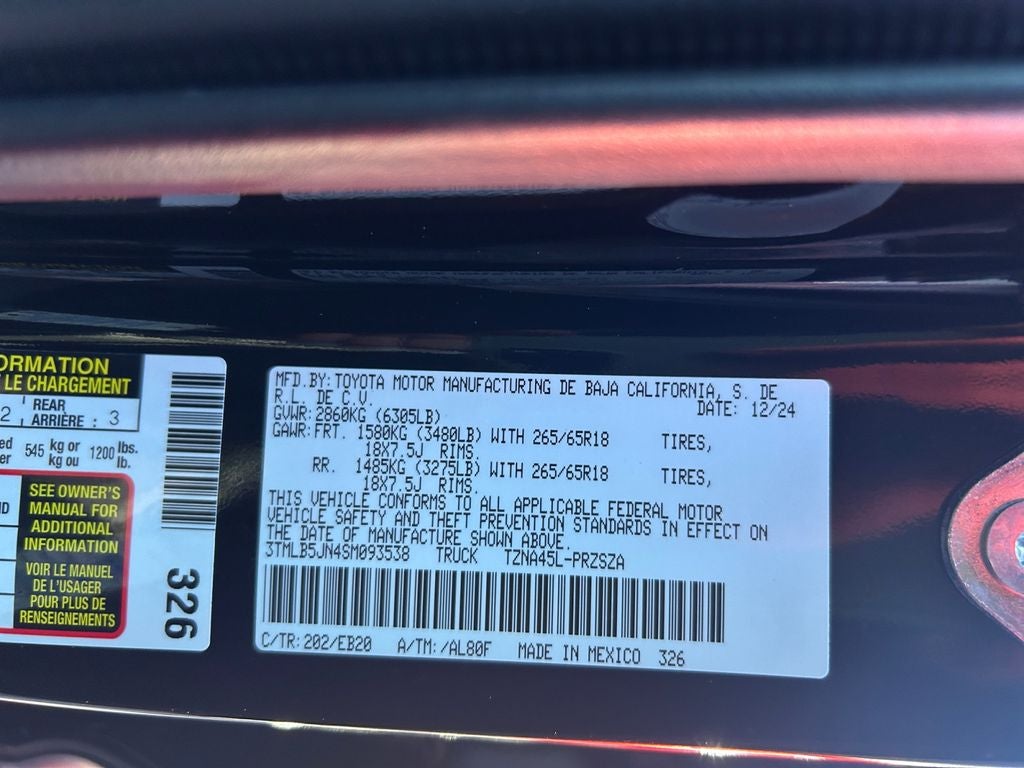 ORMATION
LE CHARGEMENT
2 REAR ARRIÈRE : 3
545 kg or kg ou 1200 lbs. lb.
SEE OWNER'S
MANUAL FOR
ADDITIONAL
INFORMATION
VOIR LE MANUEL
DE L'USAGER
POUR PLUS DE
RENSEIGNEMENTS
326
MFD.BY: TOYOTA MOTOR MANUFACTURING DE BAJA CALIFORNIA, S. DE
R.L. DE C.V. DATE: 12/24
GVWR: 2860KG (6305LB)
GAWR: FRT. 1580KG (3480LB) WITH 265/65R18 TIRES,
18X7.5J RIMS.
RR. 1485KG (3275LB) WITH 265/65R18 TIRES,
18X7.5J RIMS.
THIS VEHICLE CONFORMS TO ALL APPLICABLE FEDERAL MOTOR
VEHICLE SAFETY AND THEFT PREVENTION STANDARDS IN EFFECT ON
THE DATE OF MANUFACTURE SHOWN ABOVE.
3TMLB5JN4SM093538 TRUCK TZNA45L-PRZSZA
C/TR: 202/EB20 A/TM: /AL80F MADE IN MEXICO 326